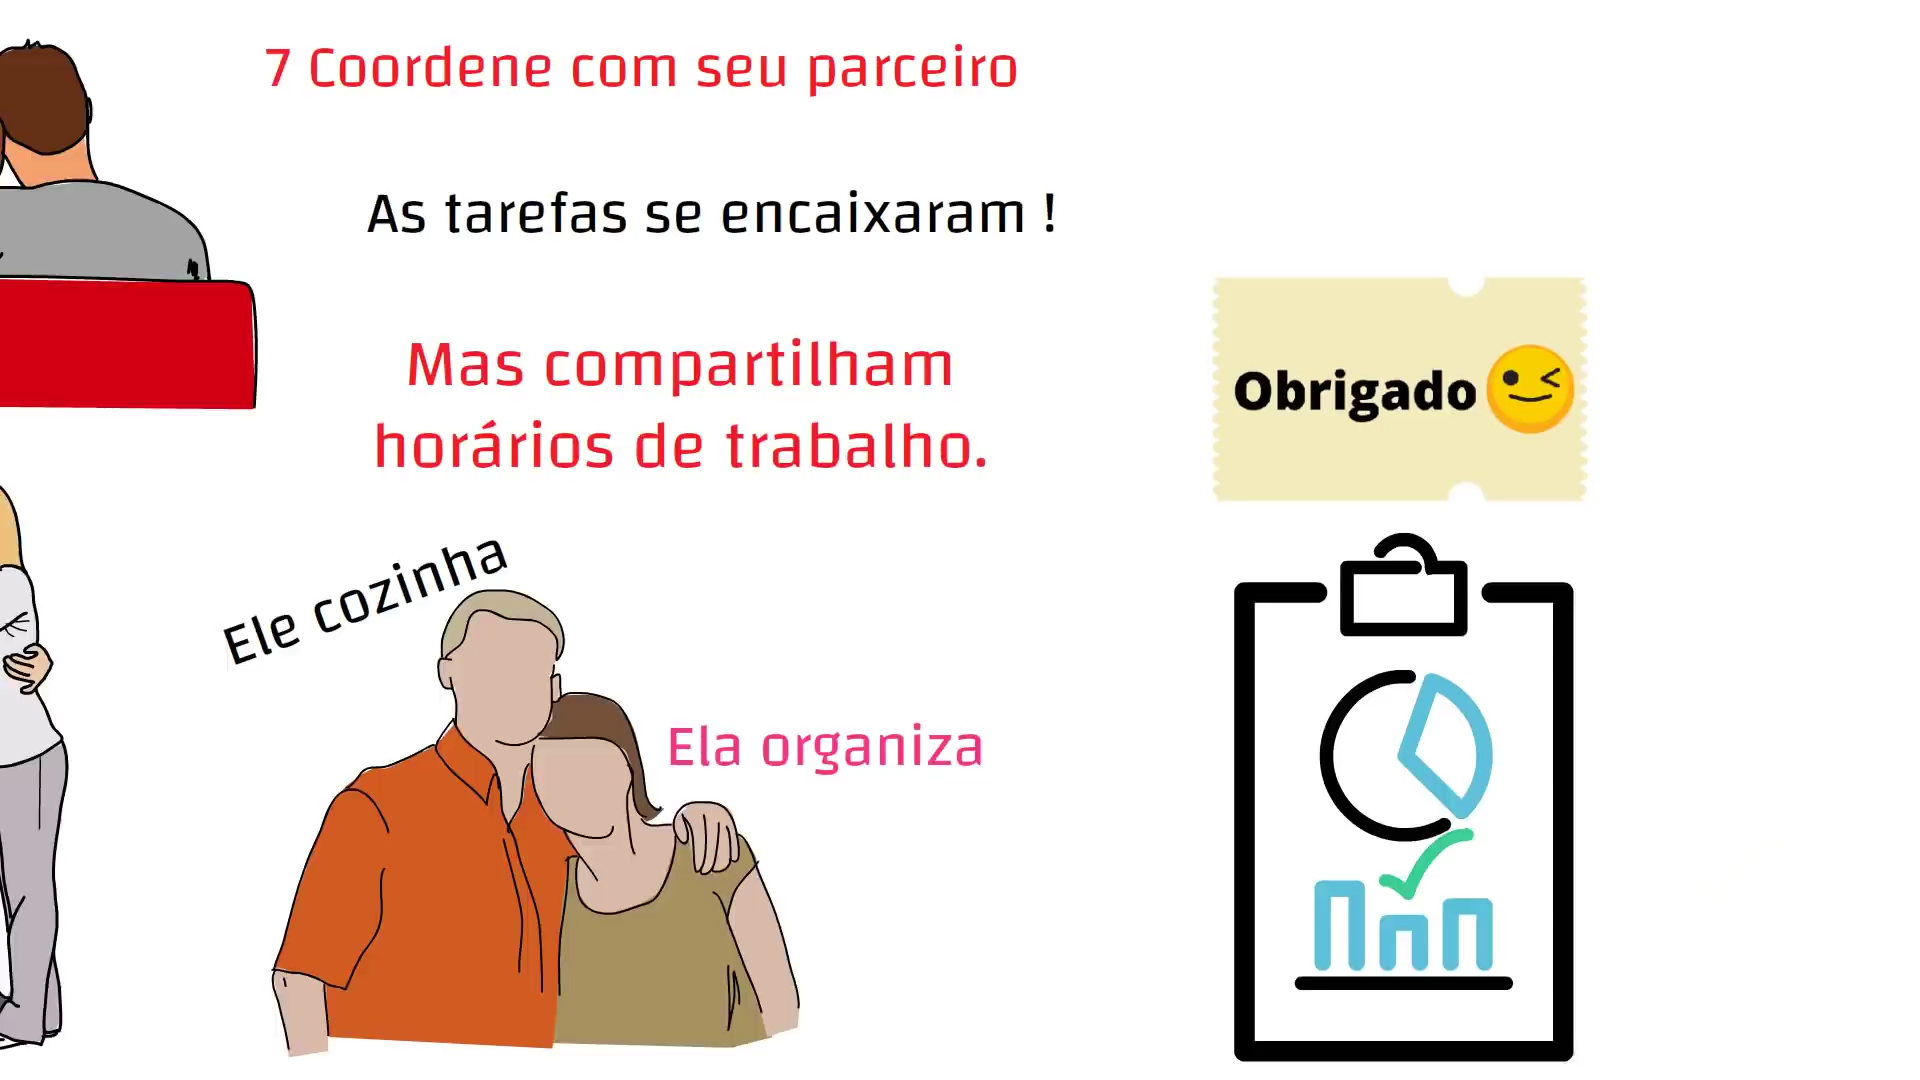 7 Coordene com seu parceiro
As tarefas se encaixaram !
Mas compartilham
horários de trabalho.
Obrigado
Ele cozinha
Ela organiza